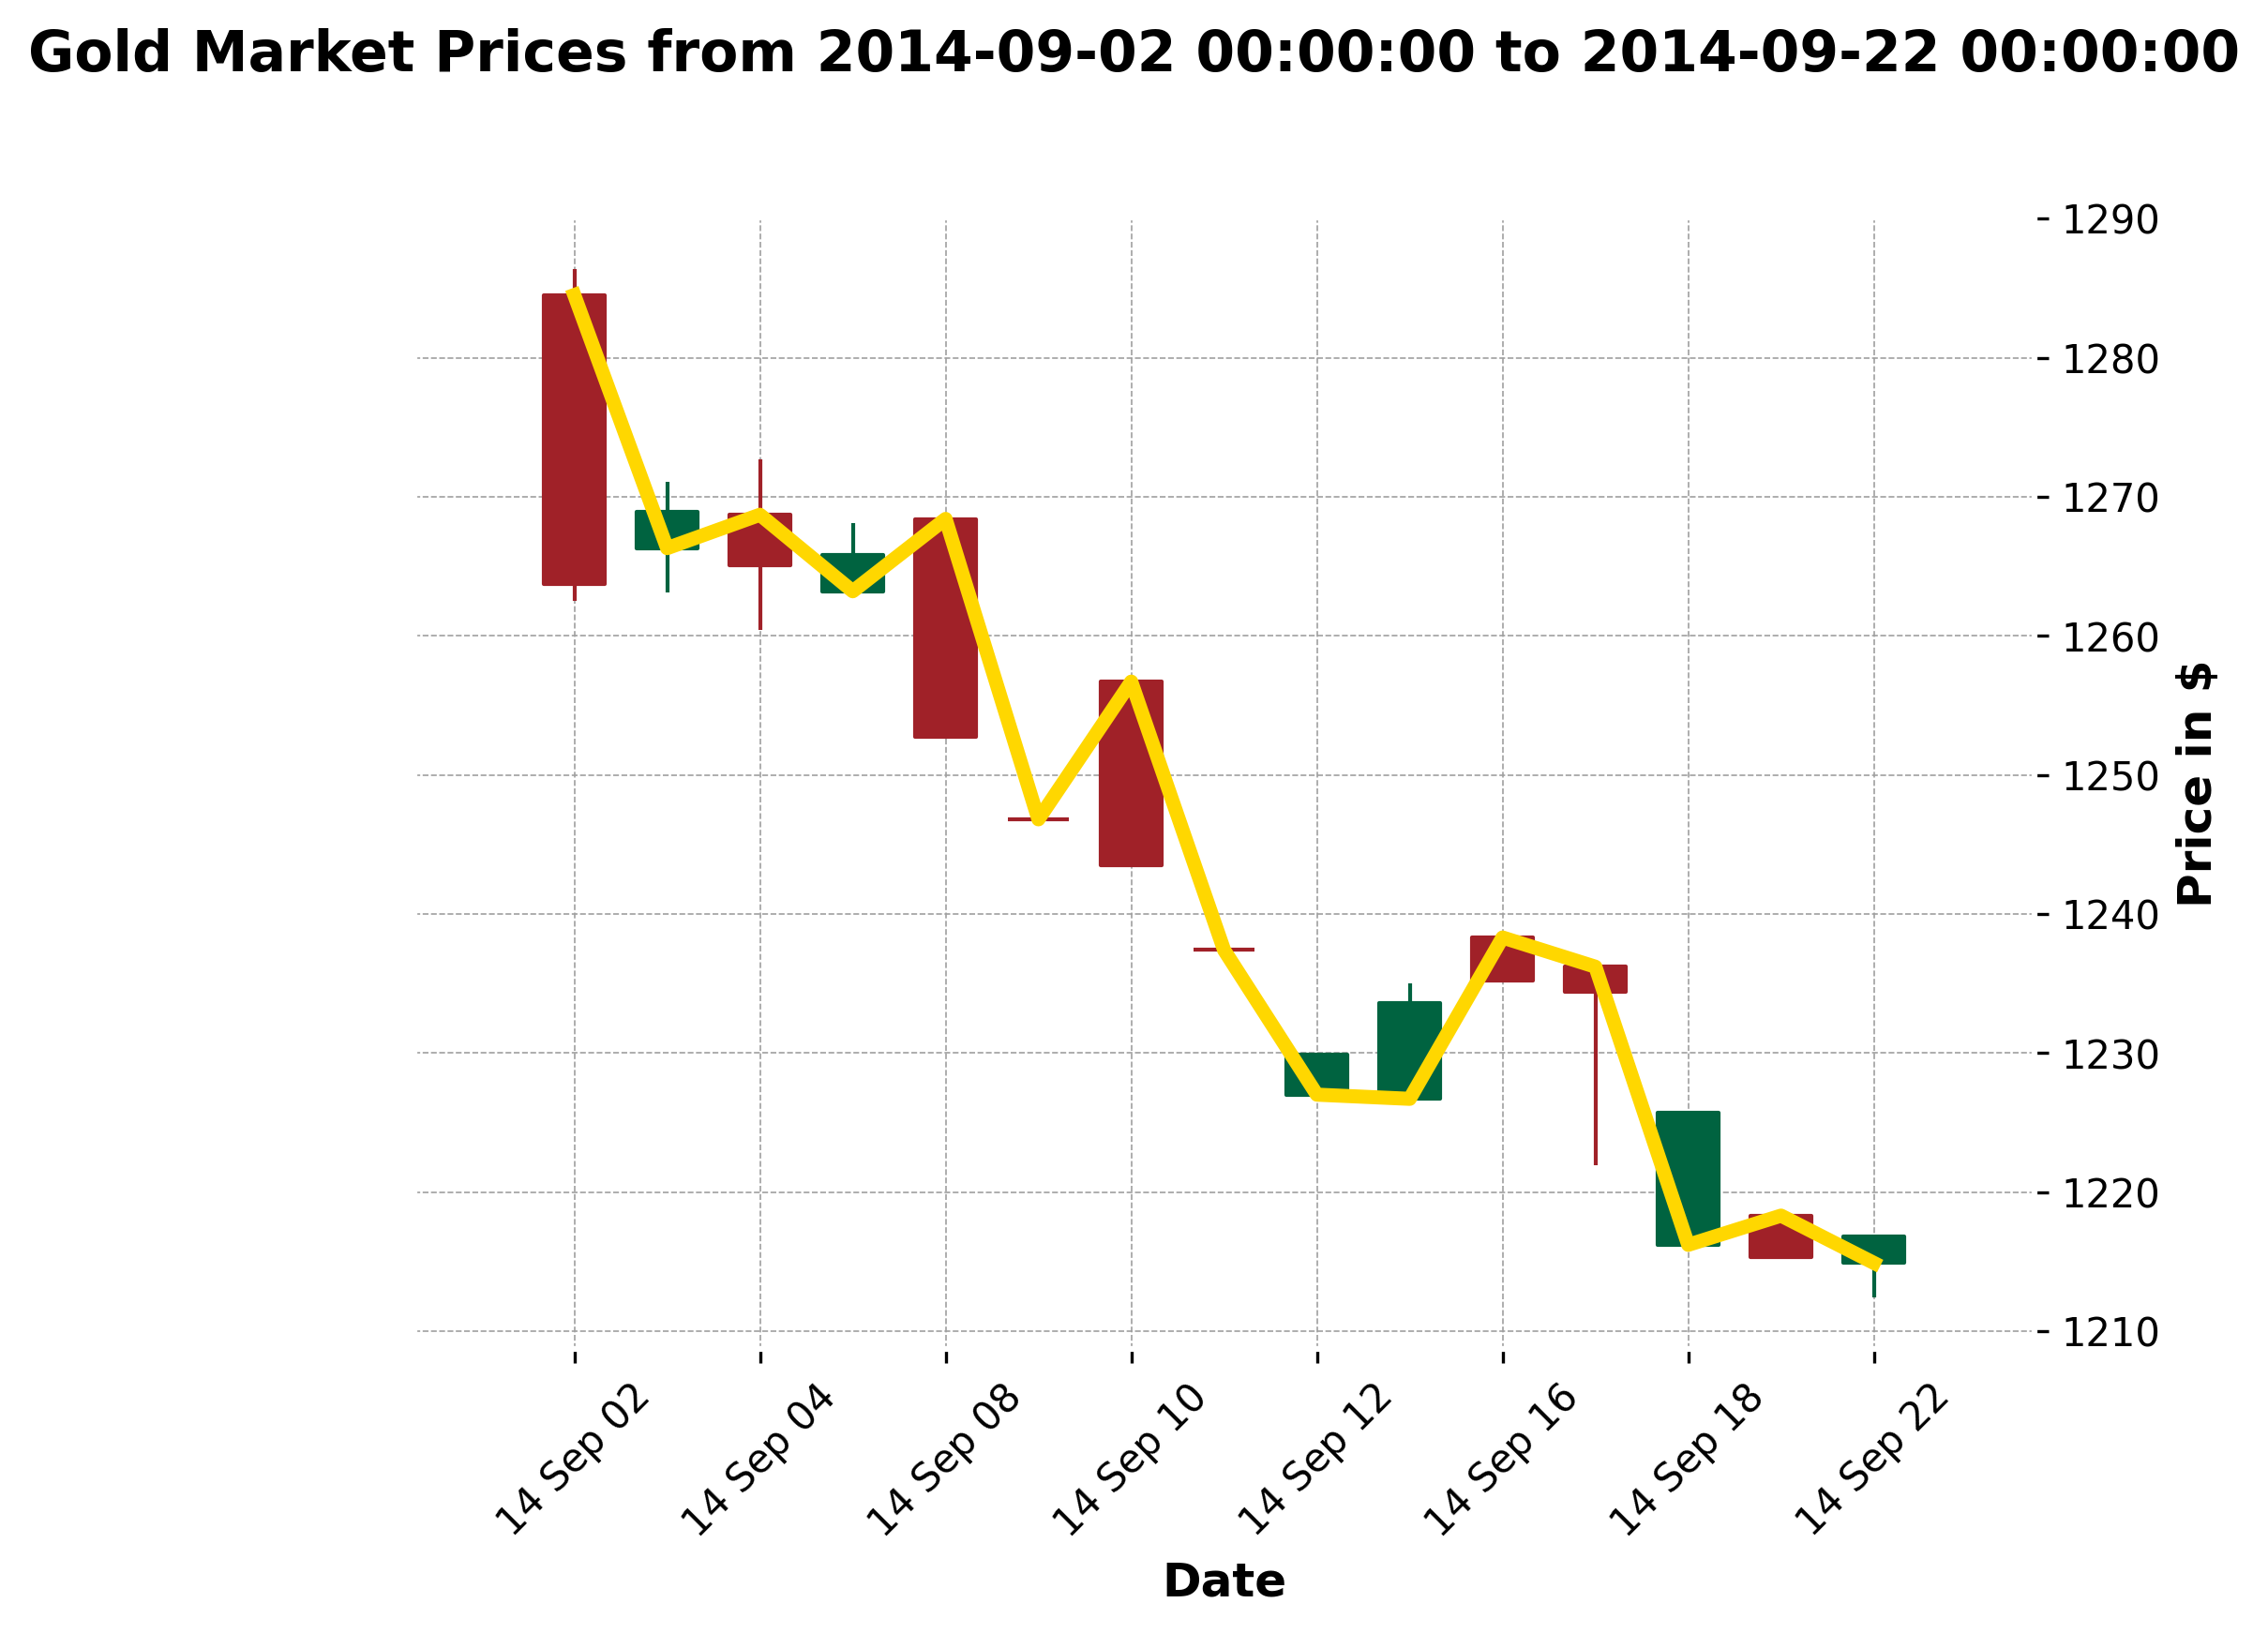 Gold Market Prices from 2014-09-02 00:00:00 to 2014-09-22 00:00:00
1290
1280
1270
1260
1250
1240
1230
1220
1210
Price in $
14 Sep 02
14 Sep 04
14 Sep 08
14 Sep 10
14 Sep 12
14 Sep 16
14 Sep 18
14 Sep 22
Date